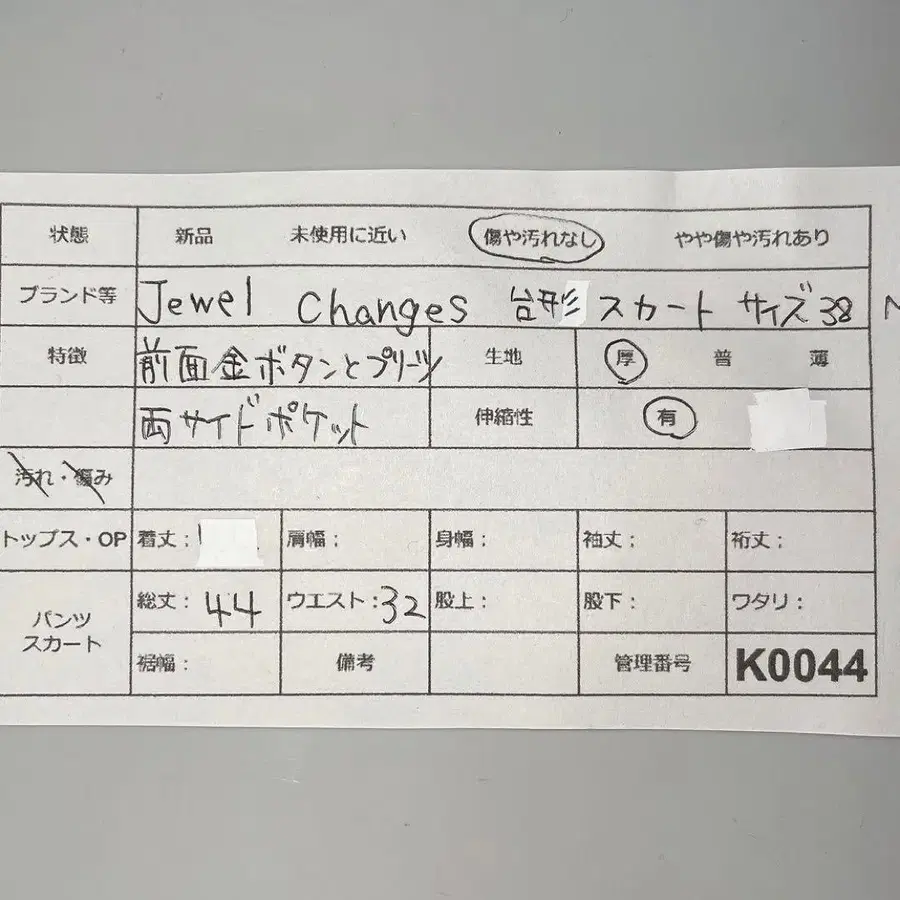 状態 新品 未使用に近い 傷や汚れなし やや傷や汚れあり
ブランド等 Jewel Changes 台形 スカート サイズ38
特徴 前面金ボタンとプリーツ 生地 厚 普 薄
両サイドポケット 伸縮性 有
汚れ・傷み
トップス・OP 着丈: 肩幅: 身幅: 袖丈: 裄丈:
パンツ スカート 総丈: 44 ウエスト:32 股上: 股下: ワタリ:
裾幅: 備考 管理番号 K0044